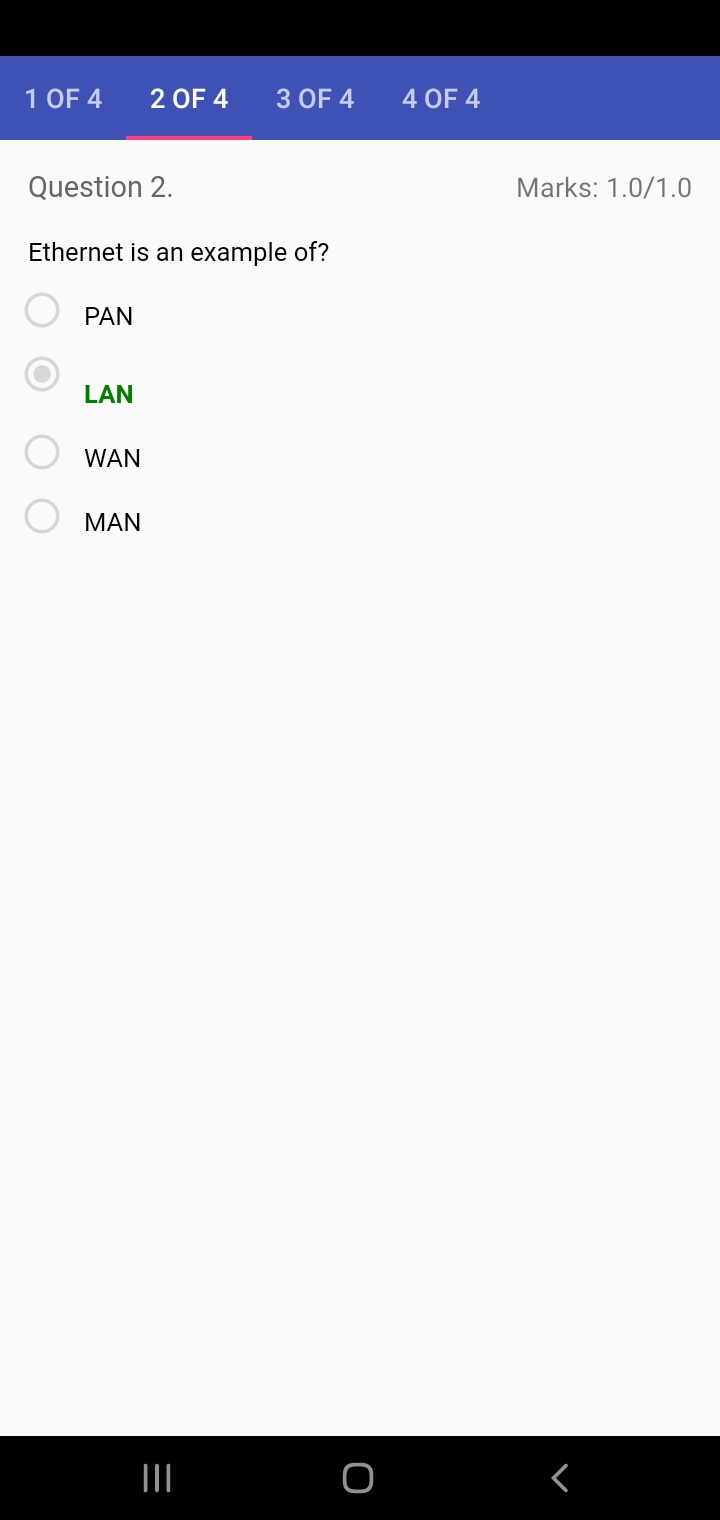 1 OF 4 2 OF 4 3 OF 4 4 OF 4
Question 2. Marks: 1.0/1.0
Ethernet is an example of?
PAN
LAN
WAN
MAN